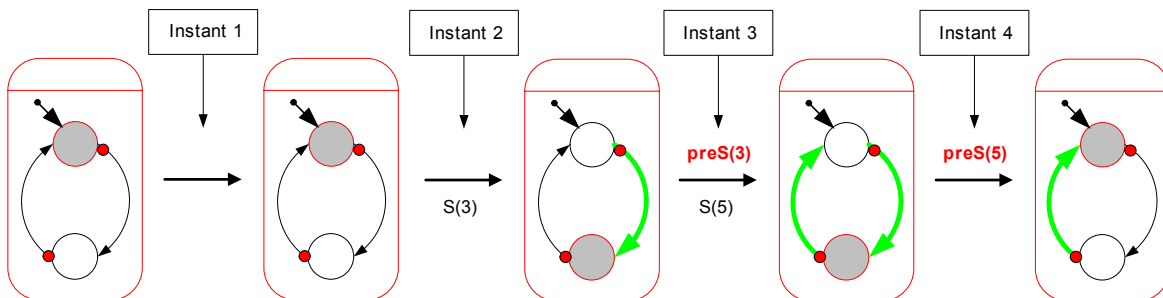 Instant 1
Instant 2
Instant 3
Instant 4
preS(3)
preS(5)
S(3)
S(5)